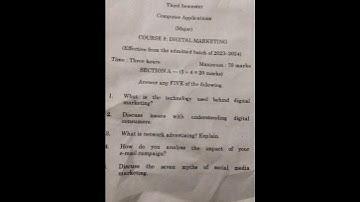 Third Semester
Computer Applications
(Major)
COURSE 8: DIGITAL MARKETING
(Effective from the admitted batch of 2023–2024)
Time : Three hours Maximum : 70 marks
SECTION A — (5 × 4 = 20 marks)
Answer any FIVE of the following
1. What is the technology used behind digital
marketing?
2. Discuss issues with understanding digital
consumers.
3. What is network advertising? Explain.
4. How do you analyse the impact of your
e-mail campaign?
Discuss the seven myths of social media
marketing.